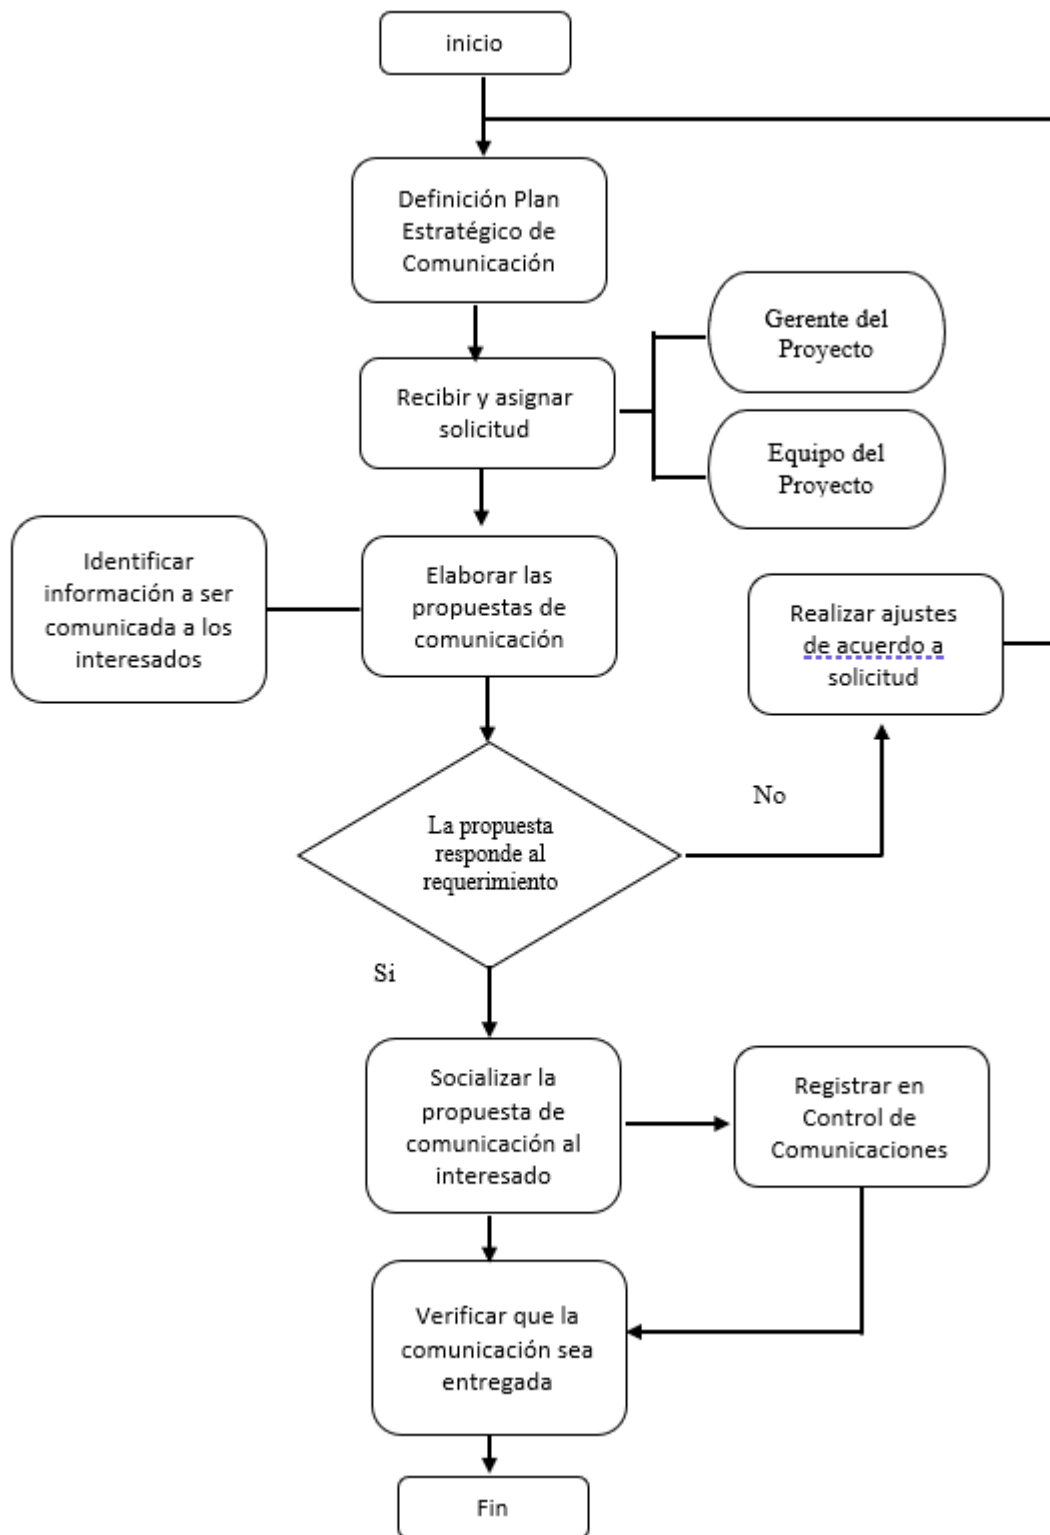 inicio
Definición Plan
Estratégico de
Comunicación
Gerente del
Proyecto
Recibir y asignar
solicitud
Equipo del
Proyecto
Identificar
información a ser
comunicada a los
interesados
Elaborar las
propuestas de
comunicación
Realizar ajustes
de acuerdo a
solicitud
No
La propuesta
responde al
requerimiento
Si
Socializar la
propuesta de
comunicación al
interesado
Registrar en
Control de
Comunicaciones
Verificar que la
comunicación sea
entregada
Fin